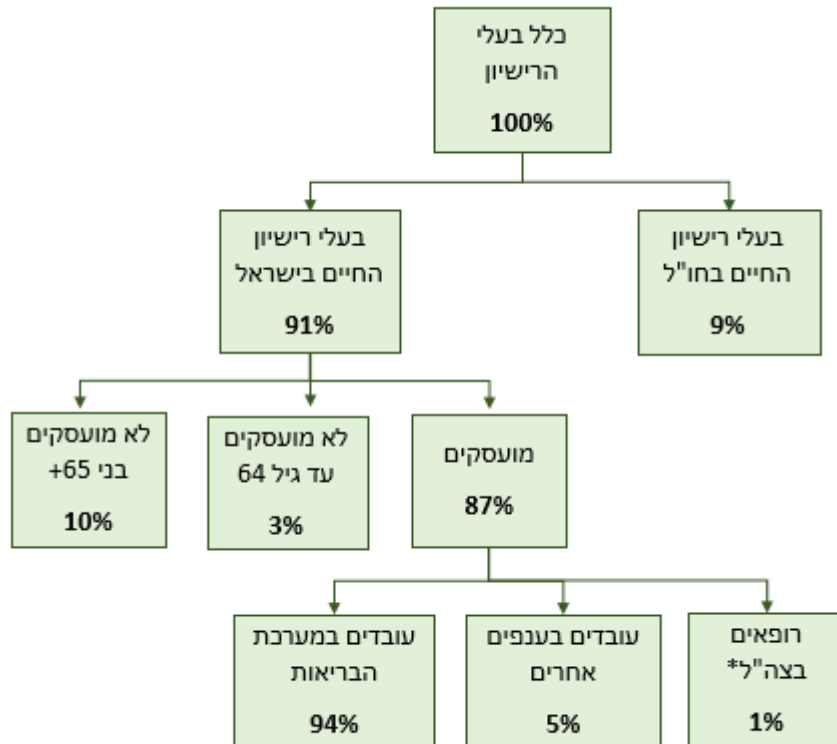 כלל בעלי
הרישיון
100%
בעלי רישיון
החיים בחו"ל
9%
בעלי רישיון
החיים בישראל
91%
מועסקים
87%
לא מועסקים
עד גיל 64
3%
לא מועסקים
בני 65+
10%
רופאים
בצה"ל*
1%
עובדים בענפים
אחרים
5%
עובדים במערכת
הבריאות
94%